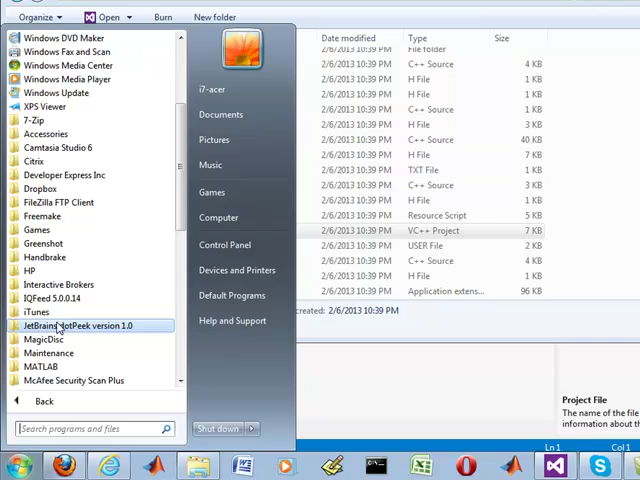 Organize Open Burn New folder
Windows DVD Maker
Windows Fax and Scan
Windows Media Center
Windows Media Player
Windows Update
XPS Viewer
7-Zip
Accessories
Camtasia Studio 6
Citrix
Developer Express Inc
Dropbox
FileZilla FTP Client
Freemake
Games
Greenshot
Handbrake
HP
Interactive Brokers
IQFeed 5.0.0.14
iTunes
JetBrains dotPeek version 1.0
MagicDisc
Maintenance
MATLAB
McAfee Security Scan Plus
Back
Search programs and files
i7-acer
Documents
Pictures
Music
Games
Computer
Control Panel
Devices and Printers
Default Programs
Help and Support
Shut down
Date modified Type Size
2/6/2013 10:39 PM File folder
2/6/2013 10:39 PM C++ Source 4 KB
2/6/2013 10:39 PM H File 1 KB
2/6/2013 10:39 PM C++ Source 4 KB
2/6/2013 10:39 PM H File 1 KB
2/6/2013 10:39 PM H File 3 KB
2/6/2013 10:39 PM C++ Source 40 KB
2/6/2013 10:39 PM H File 7 KB
2/6/2013 10:39 PM TXT File 2 KB
2/6/2013 10:39 PM C++ Source 1 KB
2/6/2013 10:39 PM H File 1 KB
2/6/2013 10:39 PM Resource Script 1 KB
2/6/2013 10:39 PM VC++ Project 7 KB
2/6/2013 10:39 PM USER File 2 KB
2/6/2013 10:39 PM C++ Source 4 KB
2/6/2013 10:39 PM Application extens... 96 KB
created: 2/6/2013 10:39 PM
Project File
The name of the file
information about th
Ln 1 Col 1